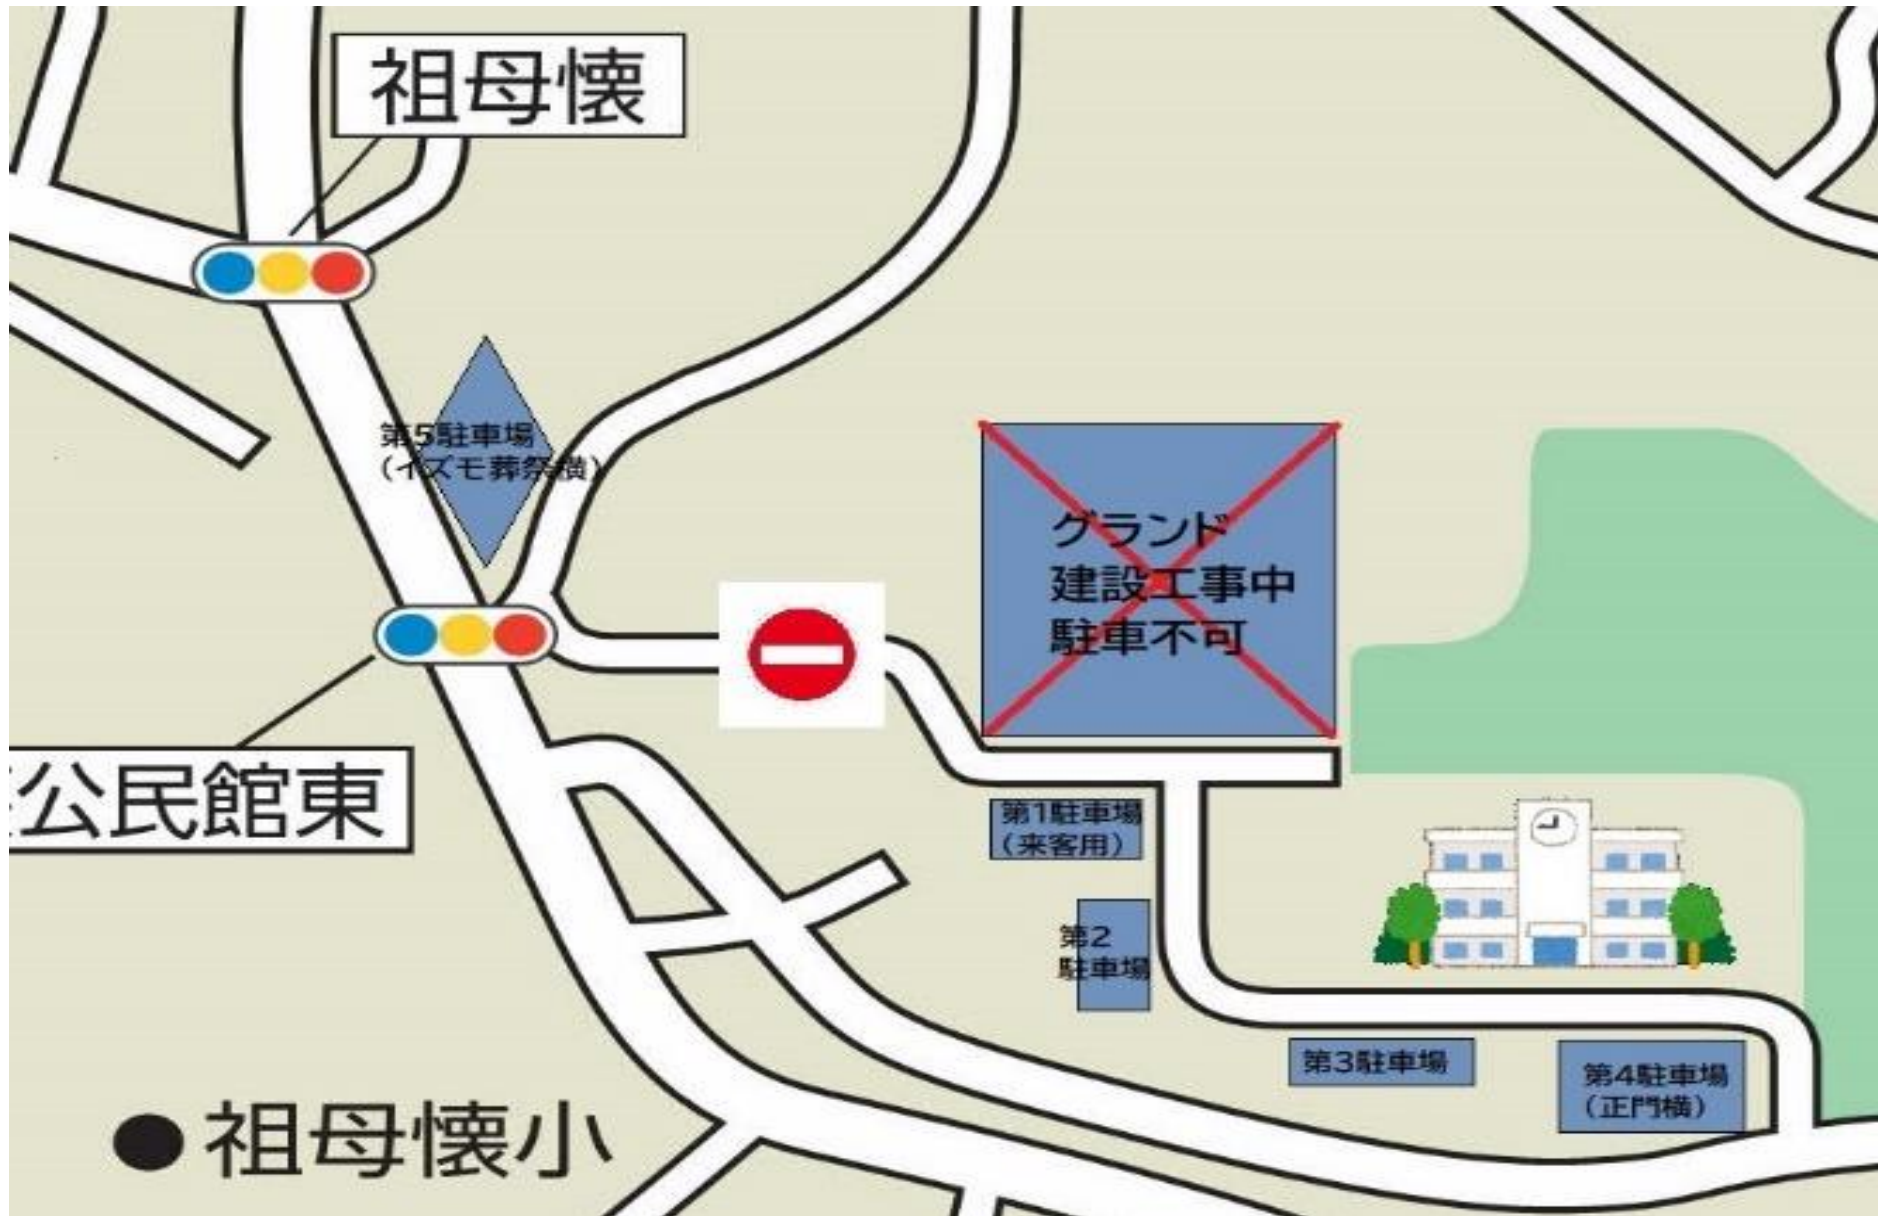 祖母懐
第5駐車場
（イズモ葬祭横）
グランド
建設工事中
駐車不可
公民館東
第1駐車場
（来客用）
第2
駐車場
第3駐車場
第4駐車場
（正門横）
●祖母懐小